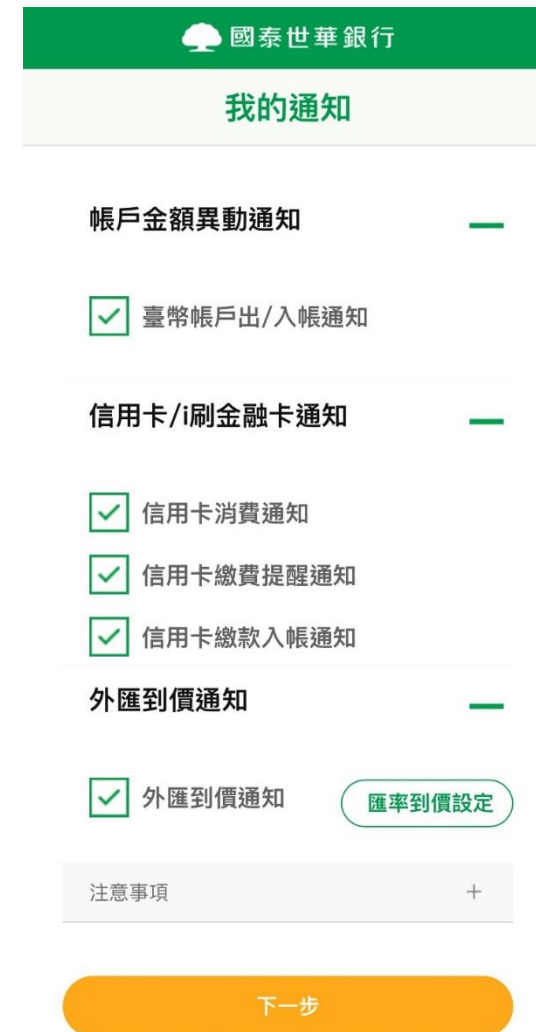 國泰世華銀行
我的通知
帳戶金額異動通知
臺幣帳戶出/入帳通知
信用卡/i刷金融卡通知
信用卡消費通知
信用卡繳費提醒通知
信用卡繳款入帳通知
外匯到價通知
外匯到價通知 匯率到價設定
注意事項 +
下一步